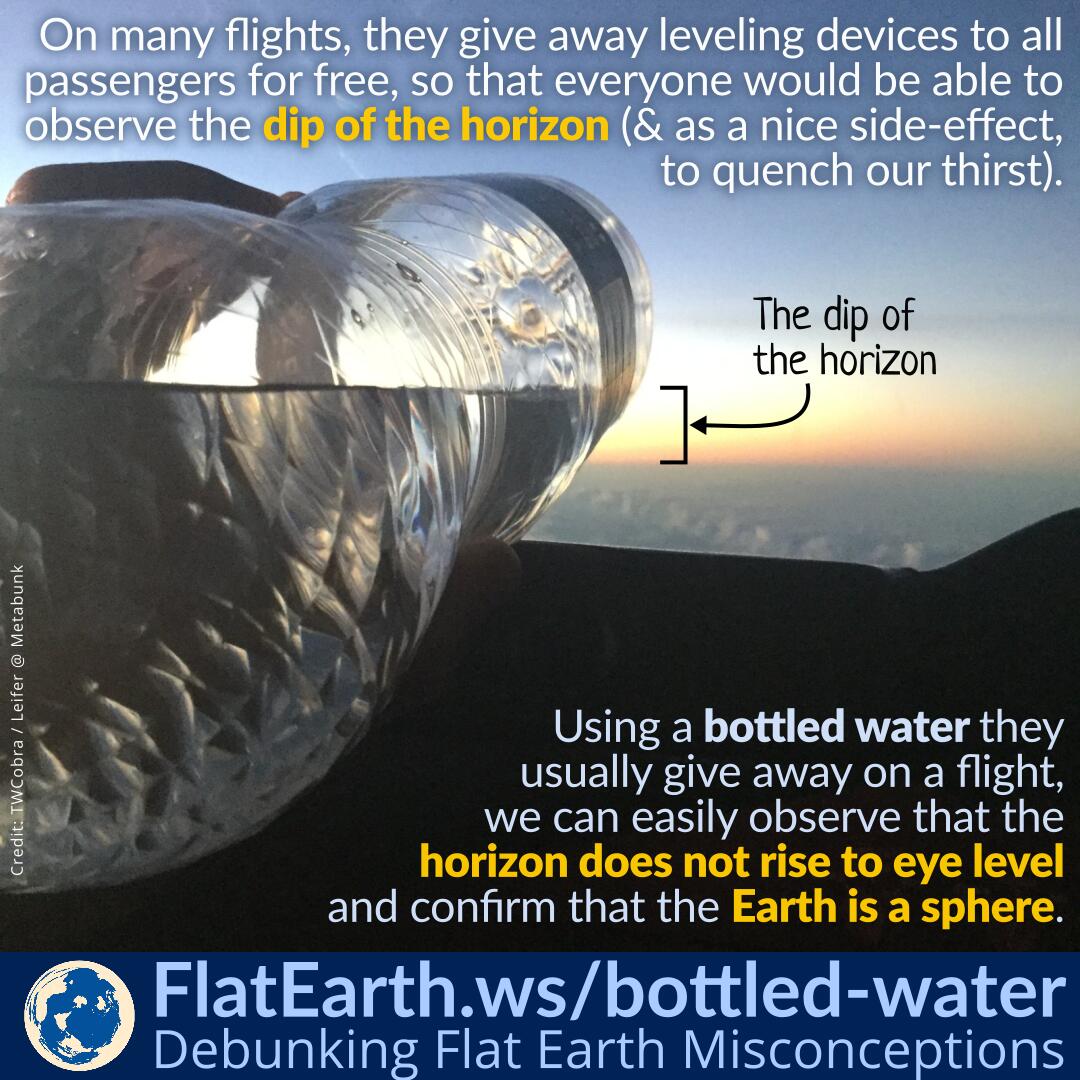 On many flights, they give away leveling devices to all
passengers for free, so that everyone would be able to
observe the dip of the horizon (& as a nice side-effect,
to quench our thirst).
The dip of
the horizon
Credit: TWCobra / Leifer @ Metabunk
Using a bottled water they
usually give away on a flight,
we can easily observe that the
horizon does not rise to eye level
and confirm that the Earth is a sphere.
FlatEarth.ws/bottled-water
Debunking Flat Earth Misconceptions